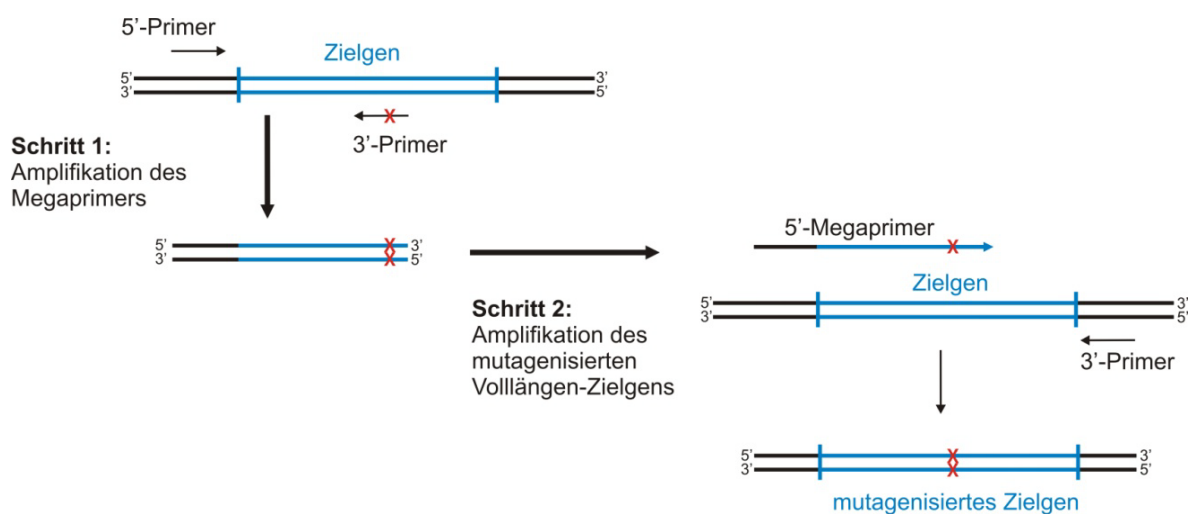 5’-Primer
Zielgen
5’
3’
3’
5’
3’-Primer
Schritt 1:
Amplifikation des
Megaprimers
5’
3’
3’
5’
Schritt 2:
Amplifikation des
mutagenisierten
Volllängen-Zielgens
5’-Megaprimer
Zielgen
5’
3’
3’
5’
3’-Primer
5’
3’
3’
5’
mutagenisiertes Zielgen